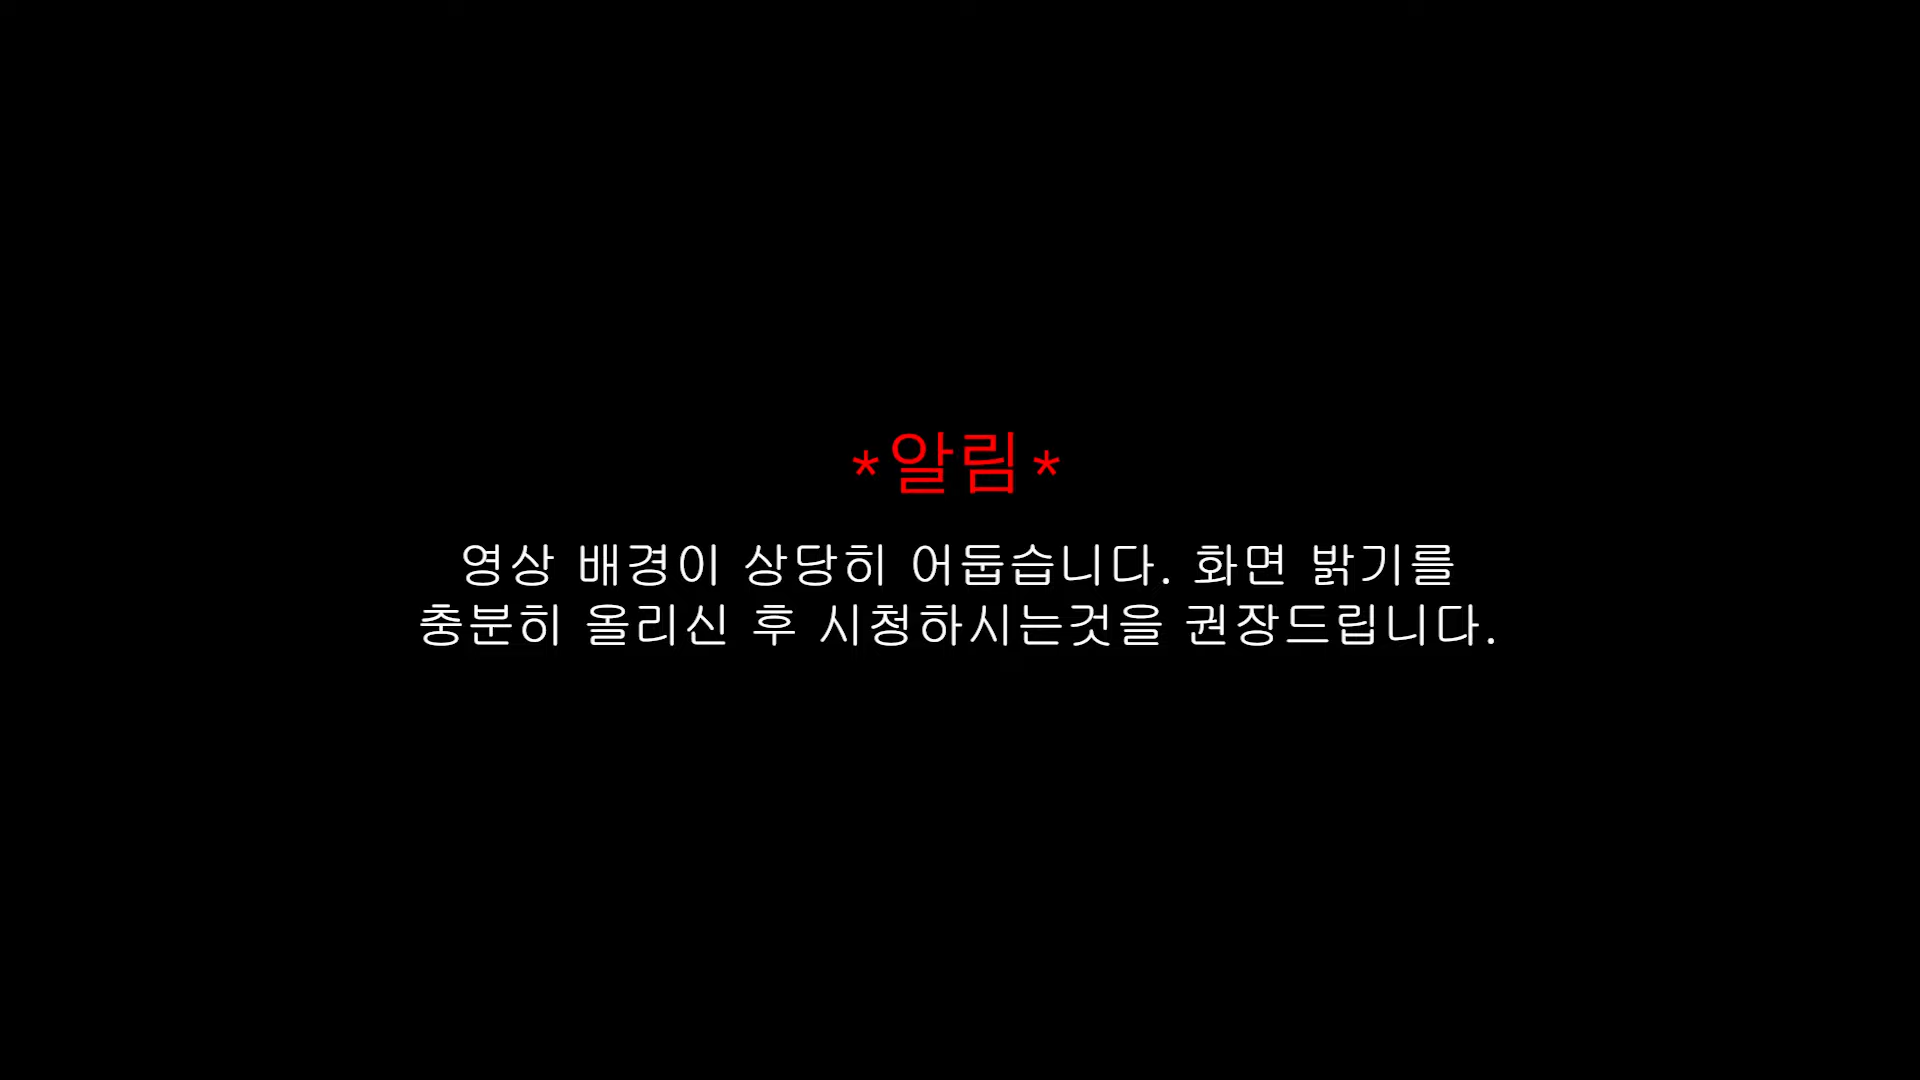 *알림*
영상 배경이 상당히 어둡습니다. 화면 밝기를
충분히 올리신 후 시청하시는것을 권장드립니다.